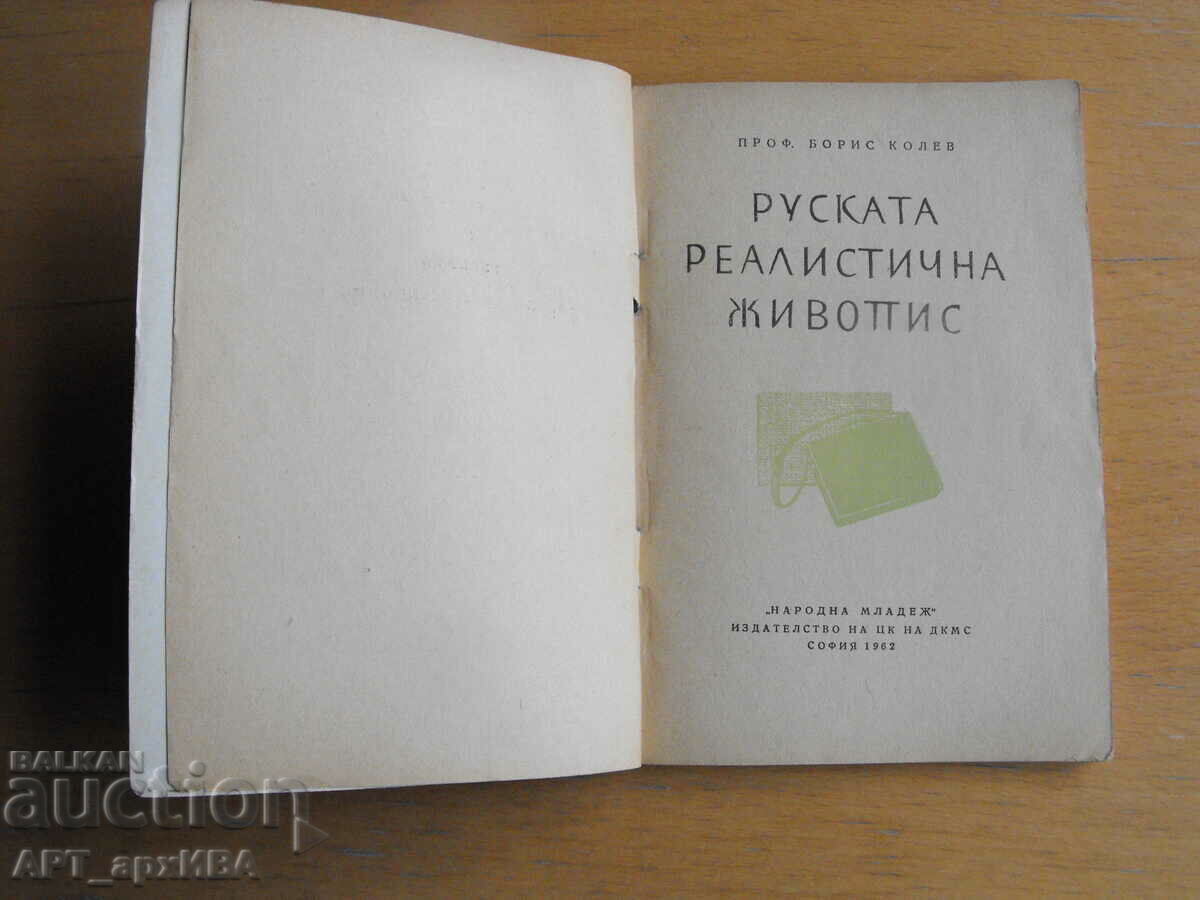 ПРОФ. БОРИС КОЛЕВ
РУСКАТА
РЕАЛИСТИЧНА
ЖИВОПИС
„НАРОДНА МЛАДЕЖ“
ИЗДАТЕЛСТВО НА ЦК НА ДКМС
СОФИЯ 1962
BALKAN
auction
АРТ_архИВА